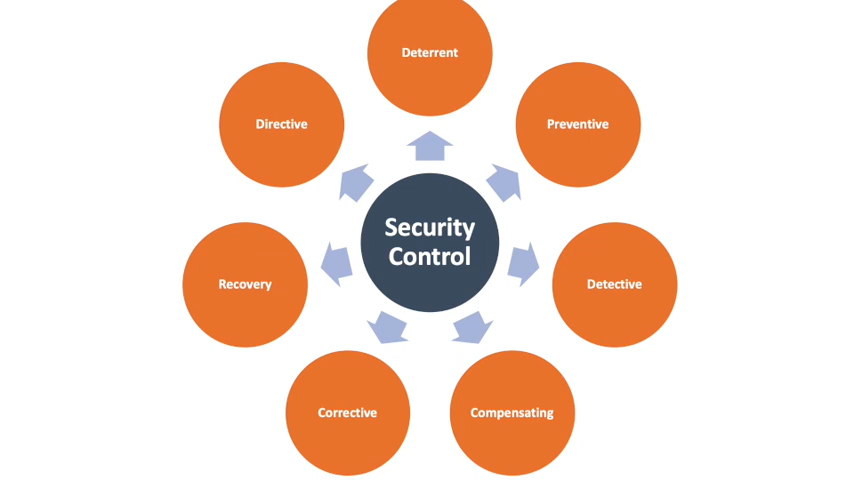 Deterrent
Directive
Preventive
Security
Control
Recovery
Detective
Corrective
Compensating